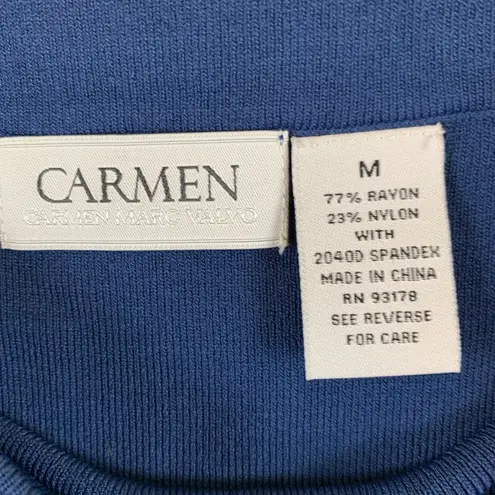 CARMEN
CARMEN MARC VALVO
M
77% RAYON
23% NYLON
WITH
2040D SPANDEX
MADE IN CHINA
RN 93178
SEE REVERSE
FOR CARE